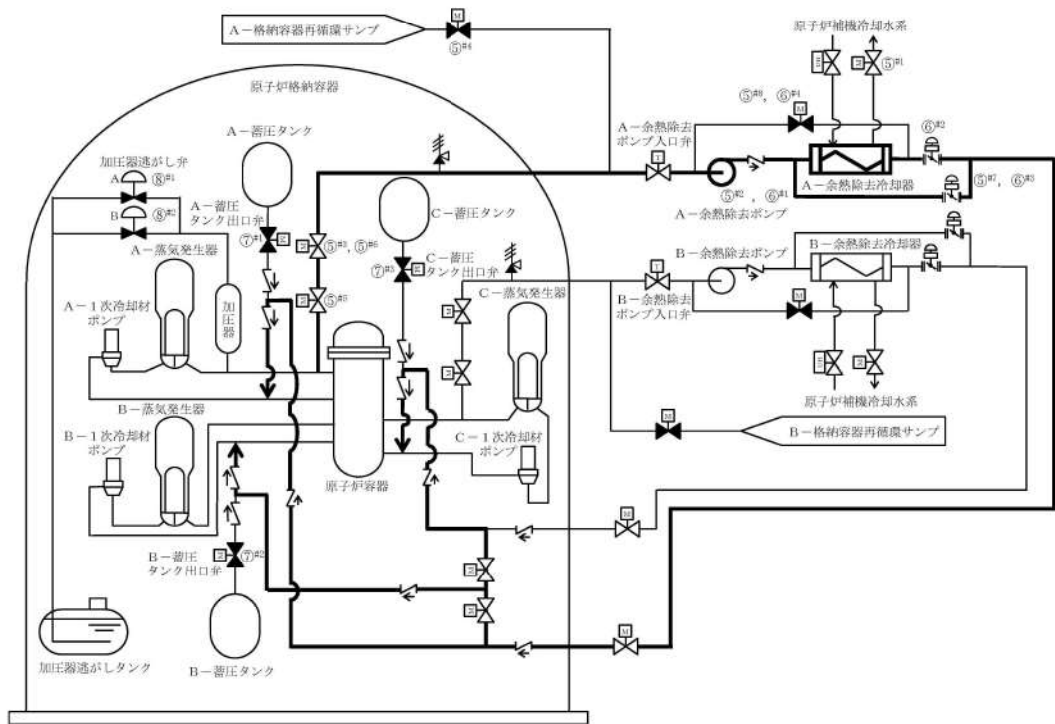 A－格納容器再循環サンプ
M
⑤#4
原子炉補機冷却水系
M
⑤#1
原子炉格納容器
⑤#8，⑥#4
M
A－蓄圧タンク
A－余熱除去
ポンプ入口弁
⑥#2
加圧器逃がし弁
A
⑧#1
B
⑧#2
C－蓄圧タンク
A－余熱除去冷却器
⑤#2，⑥#1
⑤#7，⑥#3
A－余熱除去ポンプ
A－蓄圧
タンク出口弁
⑦#1
M
M
⑤#3，⑤#6
C－蓄圧
タンク出口弁
⑦#3
M
B－余熱除去ポンプ
B－余熱除去冷却器
A－蒸気発生器
M
⑤#5
C－蒸気発生器
B－余熱除去
ポンプ入口弁
M
A－1次冷却材
ポンプ
加圧器
M
M
M
原子炉補機冷却水系
B－蒸気発生器
B－1次冷却材
ポンプ
C－1次冷却材
ポンプ
M
B－格納容器再循環サンプ
原子炉容器
M
B－蓄圧
タンク出口弁
M
⑦#2
M
M
M
加圧器逃がしタンク
B－蓄圧タンク